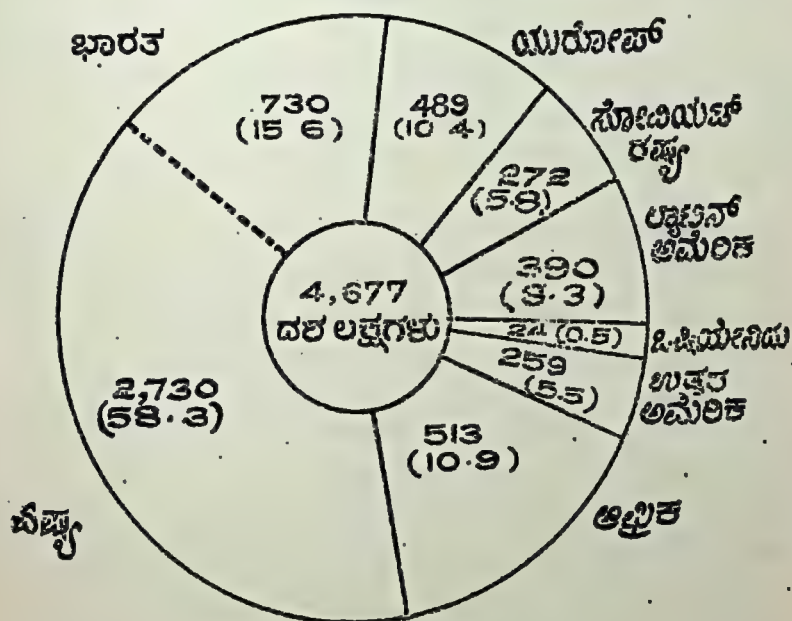 ಭಾರತ
730
(15 6)
ಯುರೋಪ್
489
(10 4)
ಸೋವಿಯಟ್
ರಷ್ಯ
272
(5·8)
ಲ್ಯಾಟಿನ್
ಅಮೆರಿಕ
390
(8·3)
4,677
ದಶ ಲಕ್ಷಗಳು
24 (0.5)
ಓಷಿಯೇನಿಯ
259
(5.5)
ಉತ್ತರ
ಅಮೆರಿಕ
2,730
(58·3)
513
(10·9)
ಏಷ್ಯ
ಆಫ್ರಿಕ